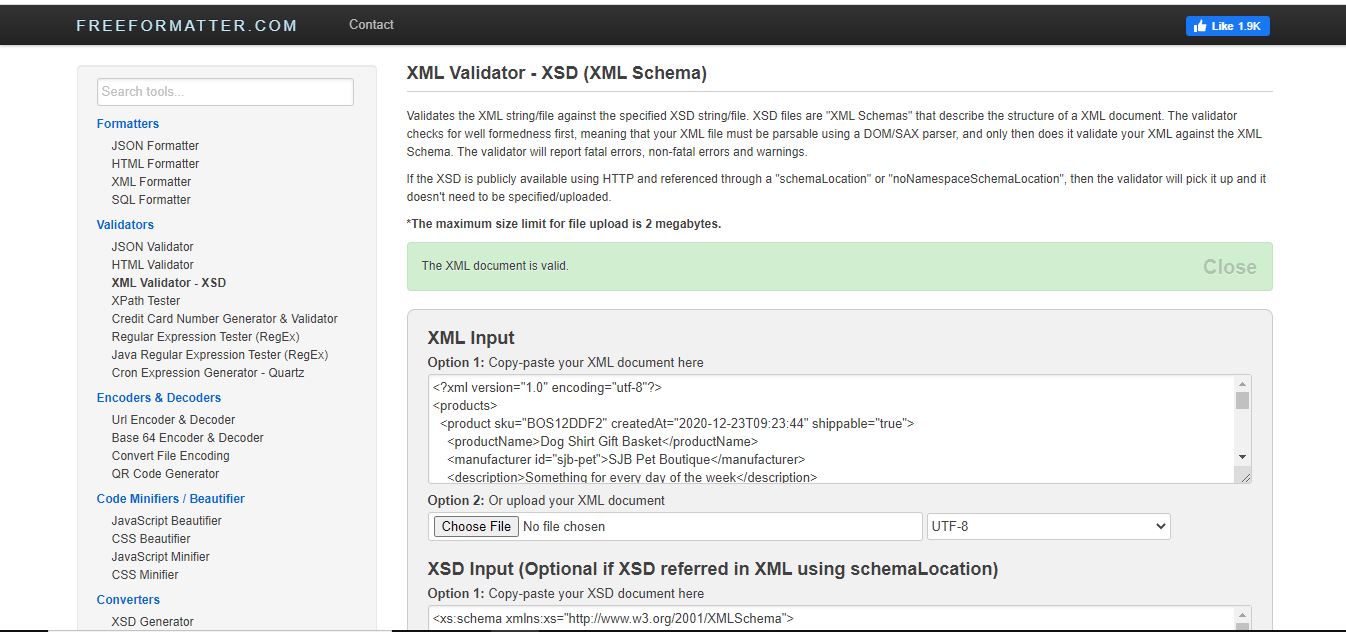 FREEFORMATTER.COM
Contact
Like 1.9K
Search tools...
Formatters
JSON Formatter
HTML Formatter
XML Formatter
SQL Formatter
Validators
JSON Validator
HTML Validator
XML Validator - XSD
XPath Tester
Credit Card Number Generator & Validator
Regular Expression Tester (RegEx)
Java Regular Expression Tester (RegEx)
Cron Expression Generator - Quartz
Encoders & Decoders
Url Encoder & Decoder
Base 64 Encoder & Decoder
Convert File Encoding
QR Code Generator
Code Minifiers / Beautifier
JavaScript Beautifier
CSS Beautifier
JavaScript Minifier
CSS Minifier
Converters
XSD Generator
XML Validator - XSD (XML Schema)
Validates the XML string/file against the specified XSD string/file. XSD files are "XML Schemas" that describe the structure of a XML document. The validator
checks for well formedness first, meaning that your XML file must be parsable using a DOM/SAX parser, and only then does it validate your XML against the XML
Schema. The validator will report fatal errors, non-fatal errors and warnings.
If the XSD is publicly available using HTTP and referenced through a "schemaLocation" or "noNamespaceSchemaLocation", then the validator will pick it up and it
doesn't need to be specified/uploaded.
*The maximum size limit for file upload is 2 megabytes.
The XML document is valid.
Close
XML Input
Option 1: Copy-paste your XML document here
<?xml version="1.0" encoding="utf-8"?>
<products>
<product sku="BOS12DDF2" createdAt="2020-12-23T09:23:44" shippable="true">
<productName>Dog Shirt Gift Basket</productName>
<manufacturer id="sjb-pet">SJB Pet Boutique</manufacturer>
<description>Something for every day of the week</description>
Option 2: Or upload your XML document
Choose File No file chosen
UTF-8
XSD Input (Optional if XSD referred in XML using schemaLocation)
Option 1: Copy-paste your XSD document here
<xs:schema xmlns:xs="http://www.w3.org/2001/XMLSchema">